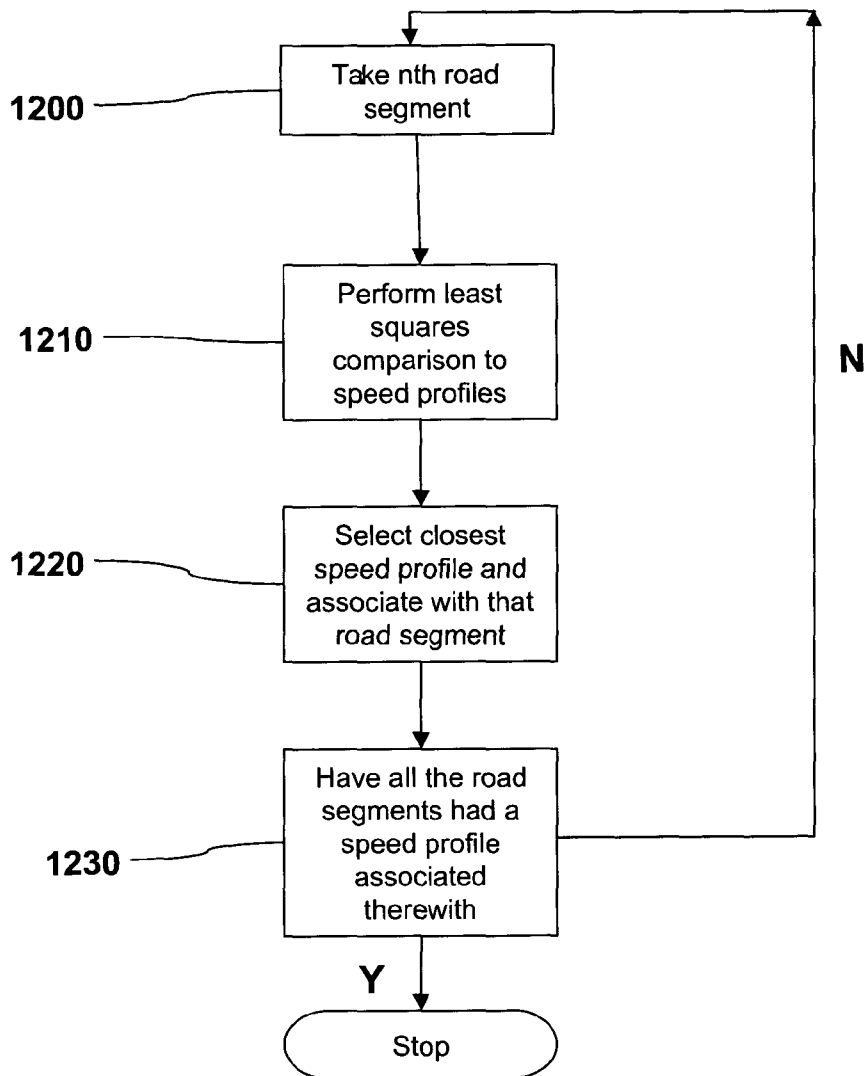 Take nth road
segment
1200
Perform least
squares
comparison to
speed profiles
1210
N
Select closest
speed profile and
associate with that
road segment
1220
Have all the road
segments had a
speed profile
associated
therewith
1230
Y
Stop